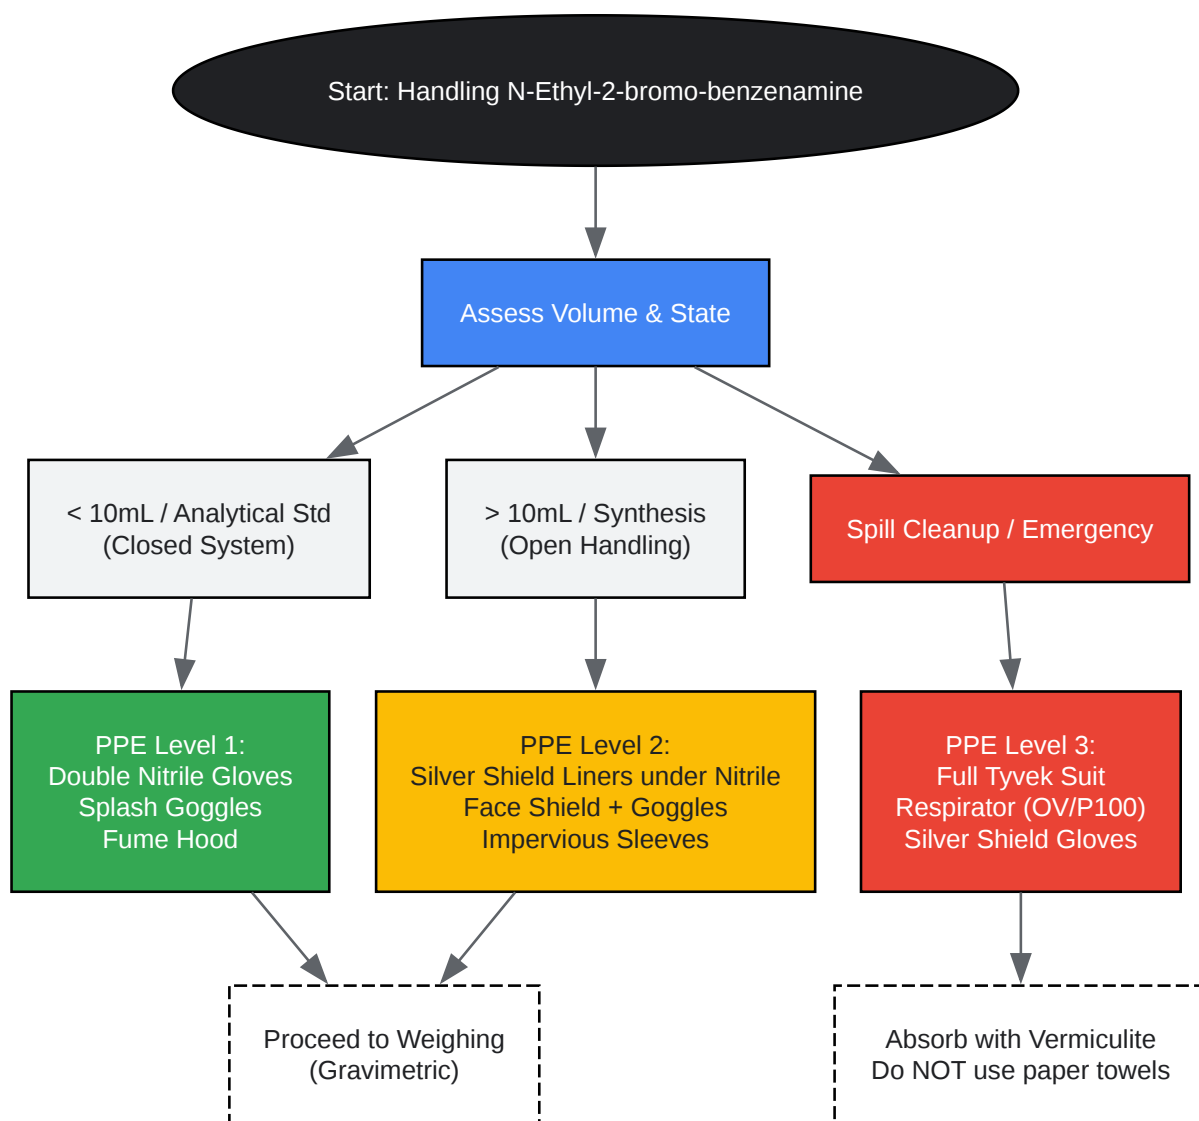 Start: Handling N-Ethyl-2-bromo-benzenamine
Assess Volume & State
< 10mL / Analytical Std
(Closed System)
> 10mL / Synthesis
(Open Handling)
Spill Cleanup / Emergency
PPE Level 1:
Double Nitrile Gloves
Splash Goggles
Fume Hood
PPE Level 2:
Silver Shield Liners under Nitrile
Face Shield + Goggles
Impervious Sleeves
PPE Level 3:
Full Tyvek Suit
Respirator (OV/P100)
Silver Shield Gloves
Proceed to Weighing
(Gravimetric)
Absorb with Vermiculite
Do NOT use paper towels